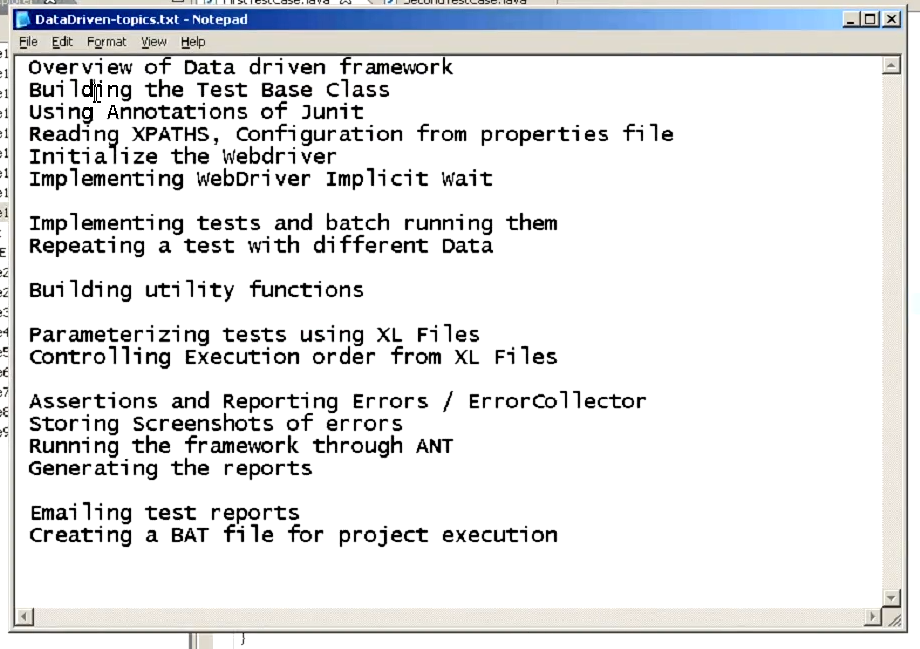 FirstTestCase.java
SecondTestCase.java
DataDriven-topics.txt - Notepad
File Edit Format View Help
Overview of Data driven framework
Building the Test Base Class
Using Annotations of Junit
Reading XPATHS, Configuration from properties file
Initialize the Webdriver
Implementing WebDriver Implicit Wait
Implementing tests and batch running them
Repeating a test with different Data
Building utility functions
Parameterizing tests using XL Files
Controlling Execution order from XL Files
Assertions and Reporting Errors / ErrorCollector
Storing Screenshots of errors
Running the framework through ANT
Generating the reports
Emailing test reports
Creating a BAT file for project execution
}